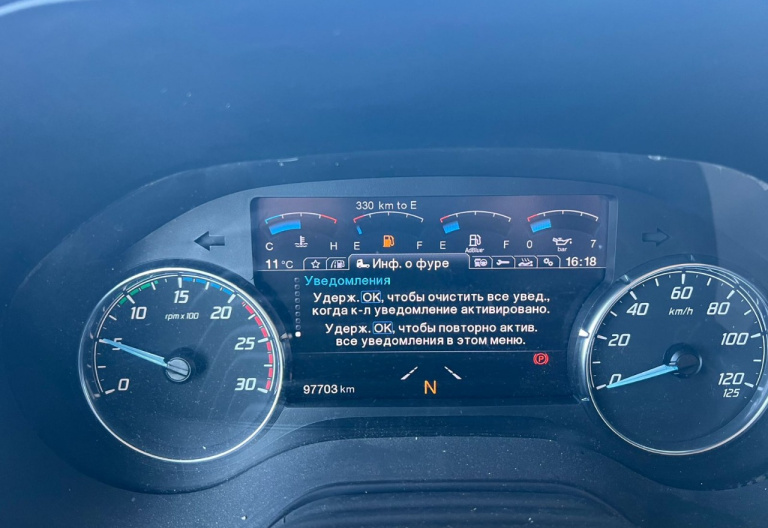 330 km to E
C H E F E AdBlue F 0 bar 7
11 °C Инф. о фуре 16:18
Уведомления
Удерж. OK, чтобы очистить все увед.,
когда к-л уведомление активировано.
Удерж. OK, чтобы повторно актив.
все уведомления в этом меню.
P
97703 km N
0 5 10 15 20 25 30
rpm x 100
0 20 40 60 80 100 120
125
km/h